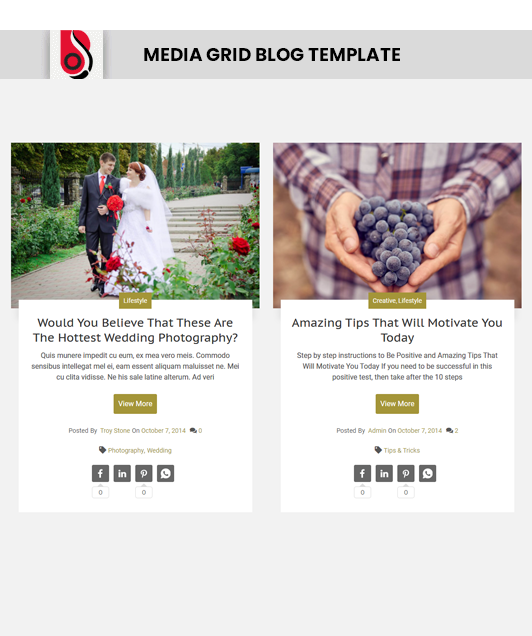 MEDIA GRID BLOG TEMPLATE
Lifestyle
Would You Believe That These Are
The Hottest Wedding Photography?
Quis munere impedit cu eum, ex mea vero meis. Commodo
sensibus intellegat mel ei, eam essent aliquam maluisset ne. Mei
cu clita vidisse. Ne his sale latine alterum. Ad veri
View More
Posted By Troy Stone On October 7, 2014 0
Photography, Wedding
0 0
Creative, Lifestyle
Amazing Tips That Will Motivate You
Today
Step by step instructions to Be Positive and Amazing Tips That
Will Motivate You Today If you need to be successful in this
positive test, then take after the 10 steps
View More
Posted By Admin On October 7, 2014 2
Tips & Tricks
0 0